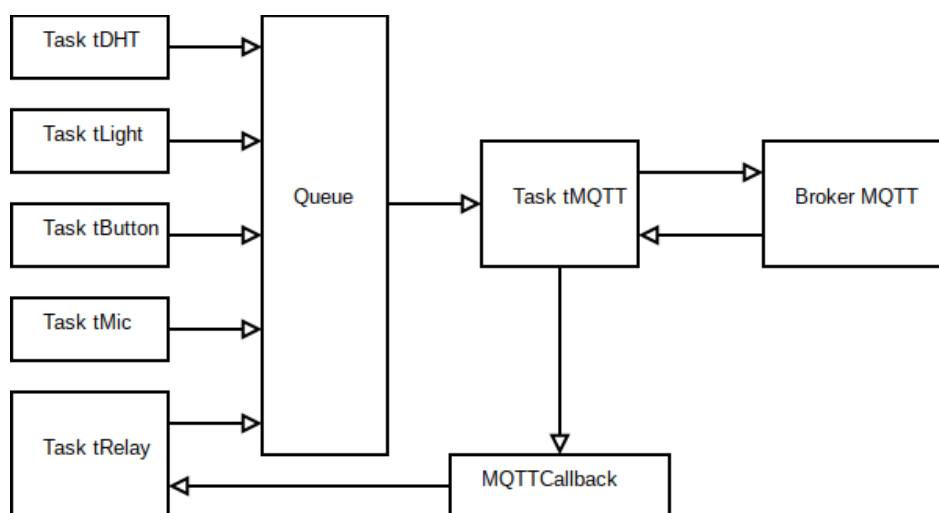 Task tDHT
Task tLight
Task tButton
Task tMic
Task tRelay
Queue
Task tMQTT
Broker MQTT
MQTTCallback